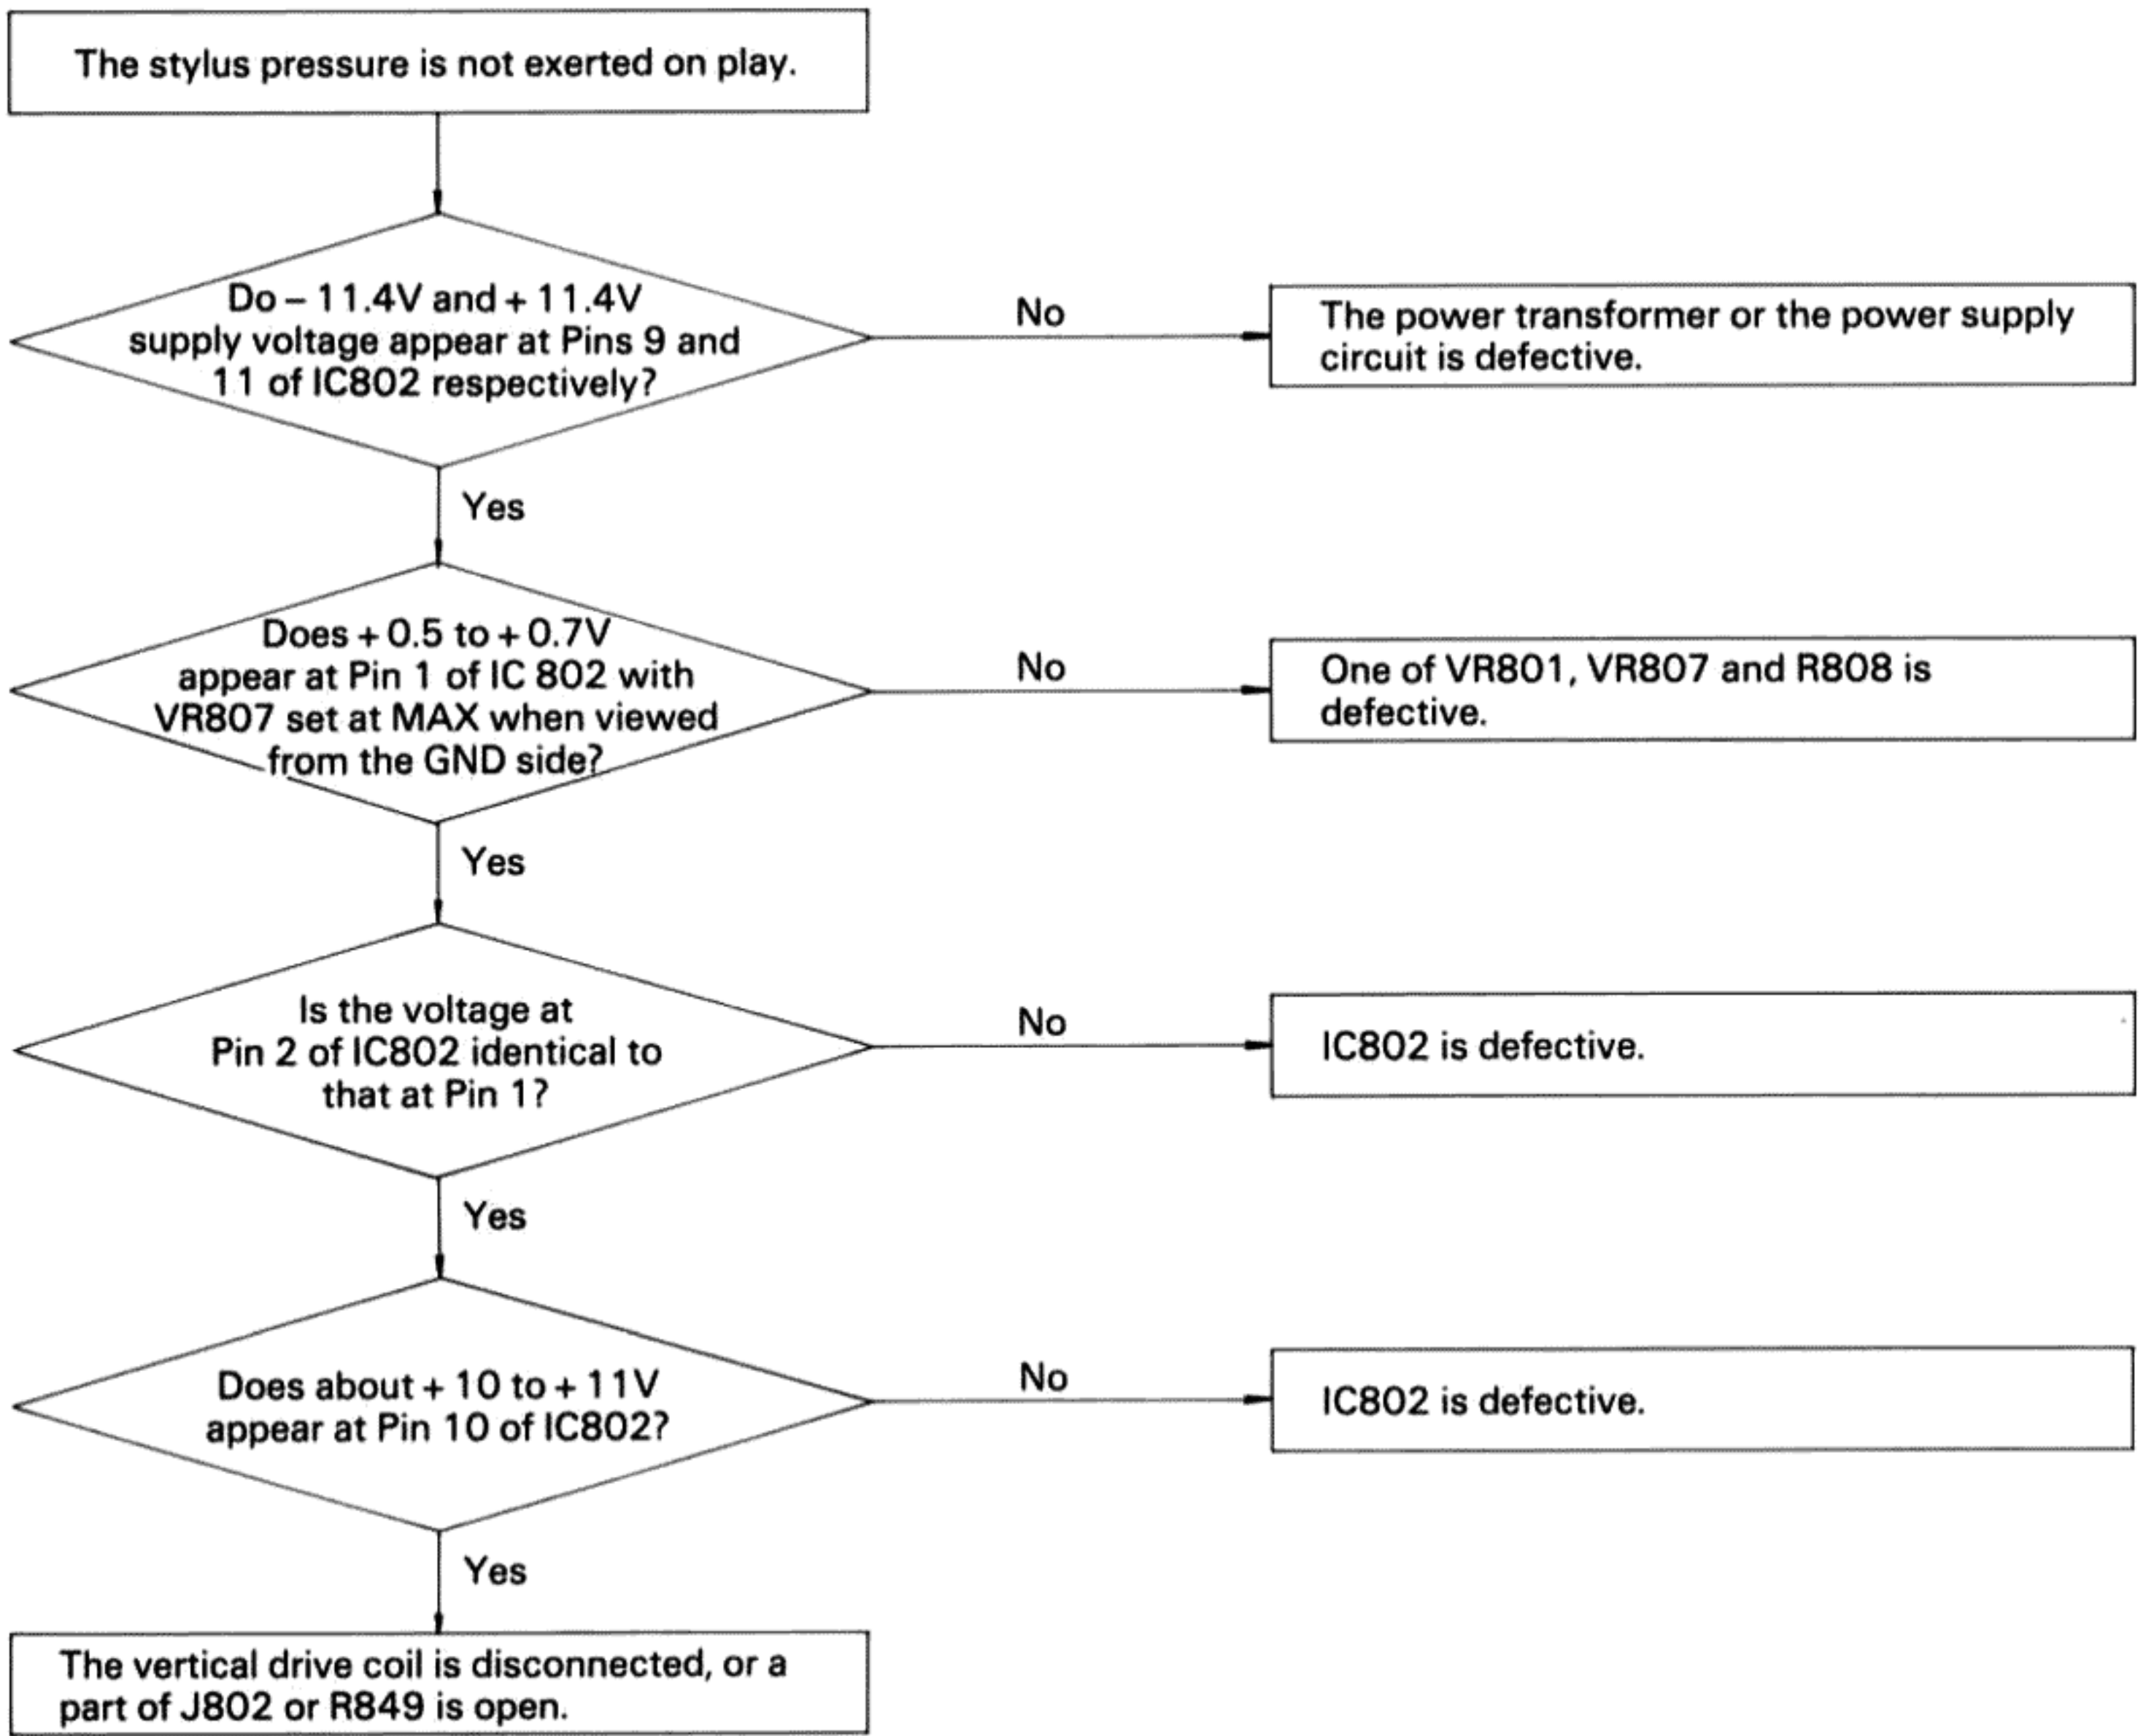 The stylus pressure is not exerted on play.
Do – 11.4V and + 11.4V
supply voltage appear at Pins 9 and
11 of IC802 respectively?
No
The power transformer or the power supply
circuit is defective.
Yes
Does + 0.5 to + 0.7V
appear at Pin 1 of IC 802 with
VR807 set at MAX when viewed
from the GND side?
No
One of VR801, VR807 and R808 is
defective.
Yes
Is the voltage at
Pin 2 of IC802 identical to
that at Pin 1?
No
IC802 is defective.
Yes
Does about + 10 to + 11V
appear at Pin 10 of IC802?
No
IC802 is defective.
Yes
The vertical drive coil is disconnected, or a
part of J802 or R849 is open.